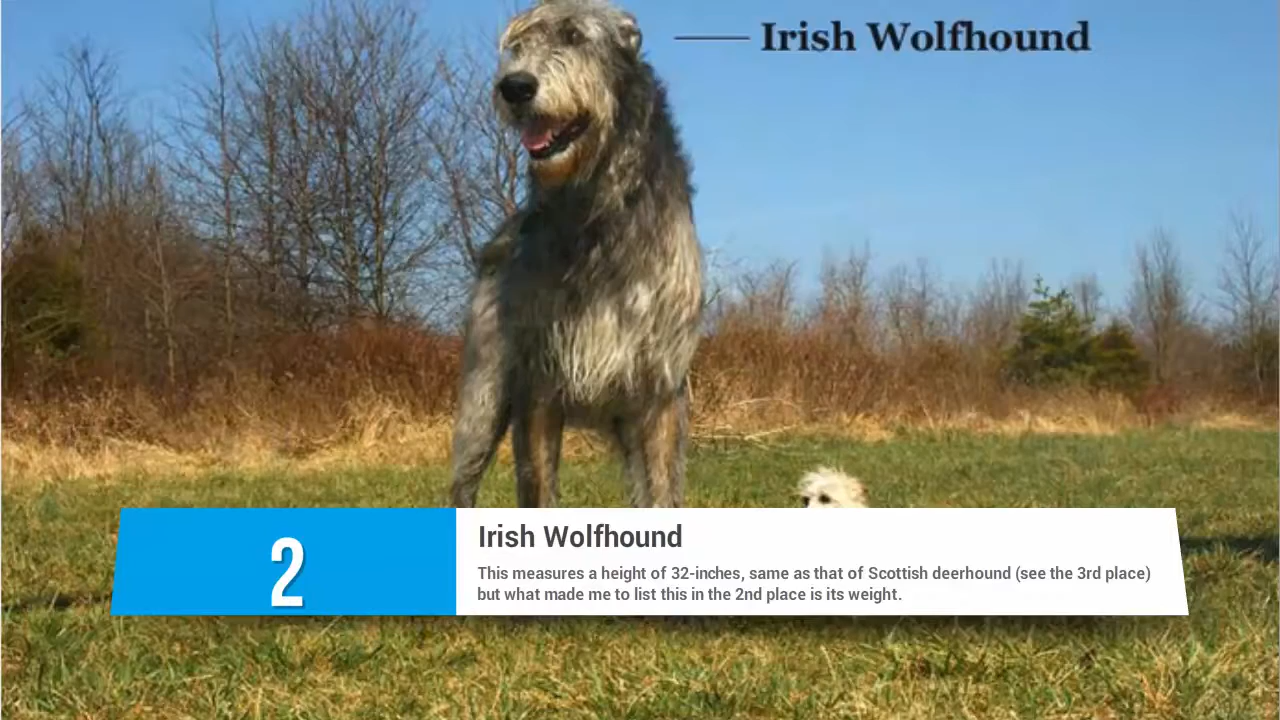 Irish Wolfhound
2
Irish Wolfhound
This measures a height of 32-inches, same as that of Scottish deerhound (see the 3rd place)
but what made me to list this in the 2nd place is its weight.